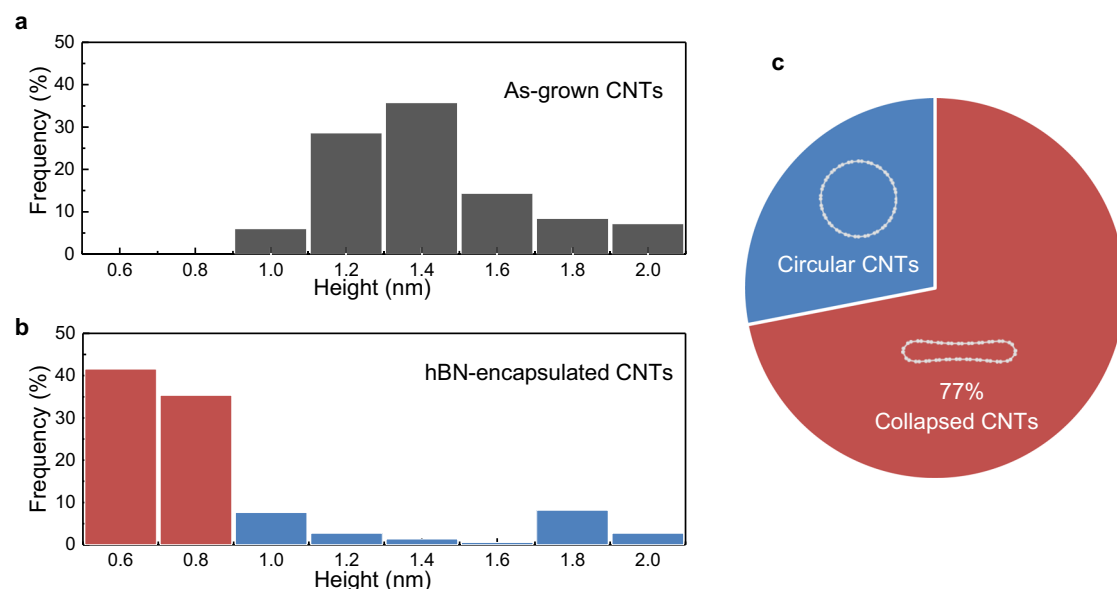 a
50
40
30
20
10
0
Frequency (%)
As-grown CNTs
0.6 0.8 1.0 1.2 1.4 1.6 1.8 2.0
Height (nm)
b
50
40
30
20
10
0
Frequency (%)
hBN-encapsulated CNTs
0.6 0.8 1.0 1.2 1.4 1.6 1.8 2.0
Height (nm)
c
Circular CNTs
77%
Collapsed CNTs